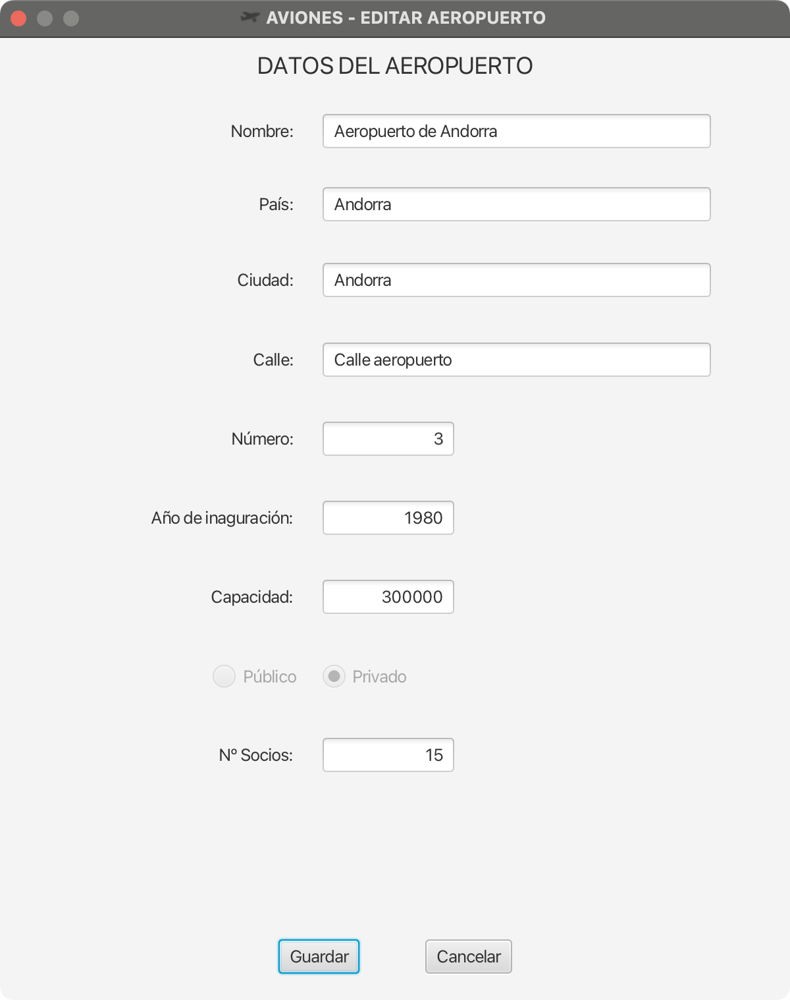 AVIONES - EDITAR AEROPUERTO
DATOS DEL AEROPUERTO
Nombre: Aeropuerto de Andorra
País: Andorra
Ciudad: Andorra
Calle: Calle aeropuerto
Número: 3
Año de inaguración: 1980
Capacidad: 300000
Público Privado
Nº Socios: 15
Guardar Cancelar